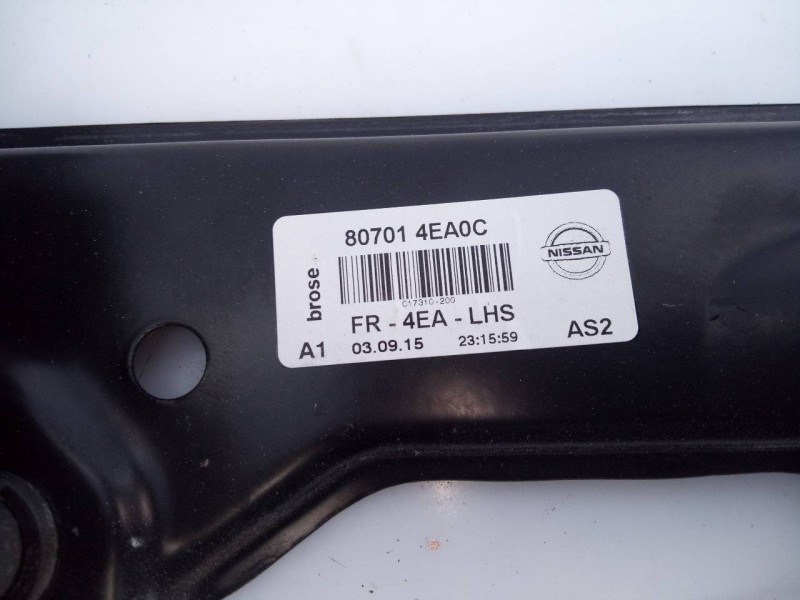 80701 4EA0C
brose
NISSAN
C17310-200
FR - 4EA - LHS
A1 03.09.15 23:15:59 AS2